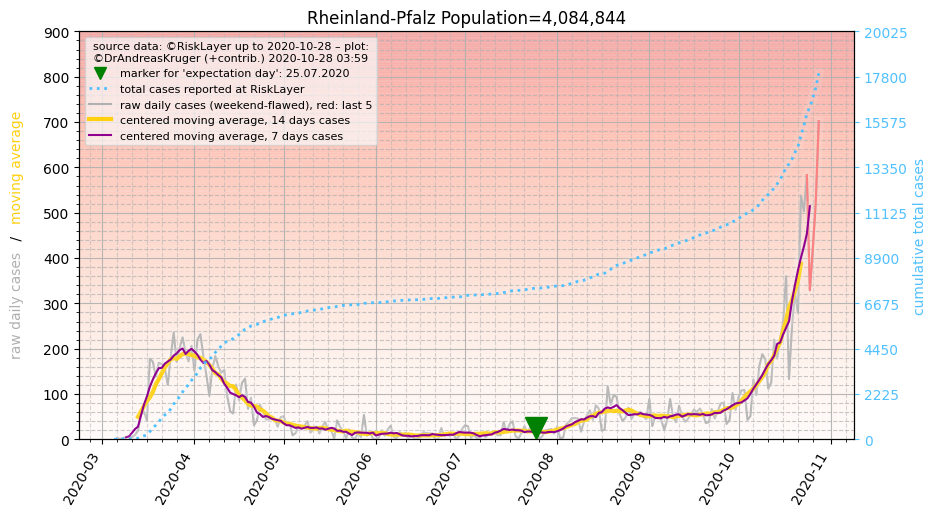 Rheinland-Pfalz Population=4,084,844
source data: ©RiskLayer up to 2020-10-28 – plot:
©DrAndreasKruger (+contrib.) 2020-10-28 03:59
marker for 'expectation day': 25.07.2020
total cases reported at RiskLayer
raw daily cases (weekend-flawed), red: last 5
centered moving average, 14 days cases
centered moving average, 7 days cases
raw daily cases / moving average
900
800
700
600
500
400
300
200
100
0
20025
17800
15575
13350
11125
8900
6675
4450
2225
0
cumulative total cases
2020-03
2020-04
2020-05
2020-06
2020-07
2020-08
2020-09
2020-10
2020-11